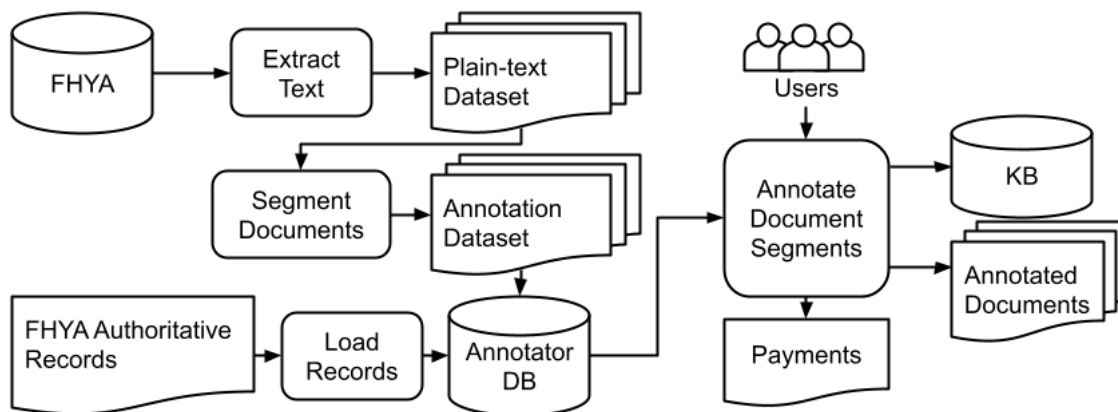 FHYA
Extract
Text
Plain-text
Dataset
Users
Segment
Documents
Annotation
Dataset
Annotate
Document
Segments
KB
Annotated
Documents
FHYA Authoritative
Records
Load
Records
Annotator
DB
Payments